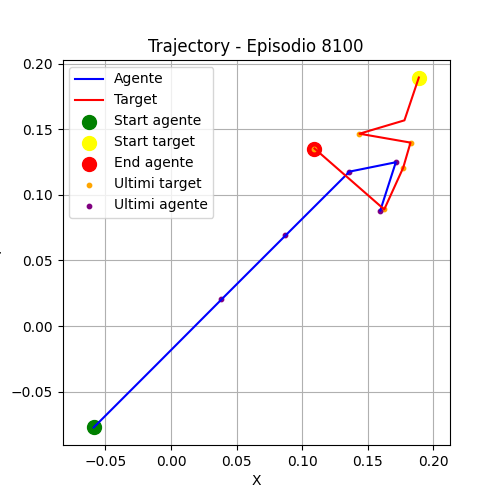 Trajectory - Episodio 8100
0.20
0.15
0.10
0.05
0.00
−0.05
Agente
Target
Start agente
Start target
End agente
Ultimi target
Ultimi agente
−0.05
0.00
0.05
0.10
0.15
0.20
X